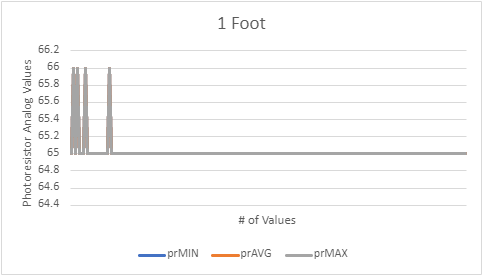 1 Foot
Photoresistor Analog Values
66.2
66
65.8
65.6
65.4
65.2
65
64.8
64.6
64.4
# of Values
prMIN prAVG prMAX